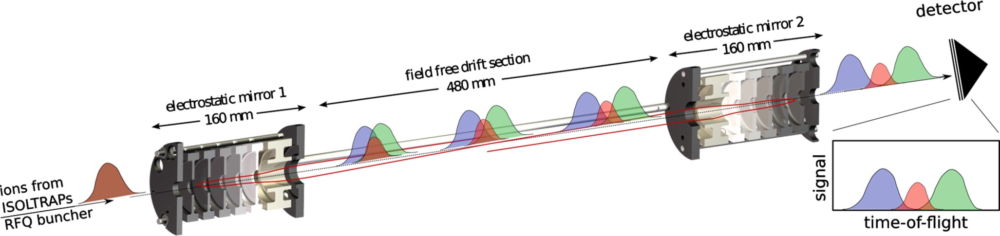 ions from
ISOLTRAPs
RFQ buncher
electrostatic mirror 1
160 mm
field free drift section
480 mm
electrostatic mirror 2
160 mm
detector
signal
time-of-flight